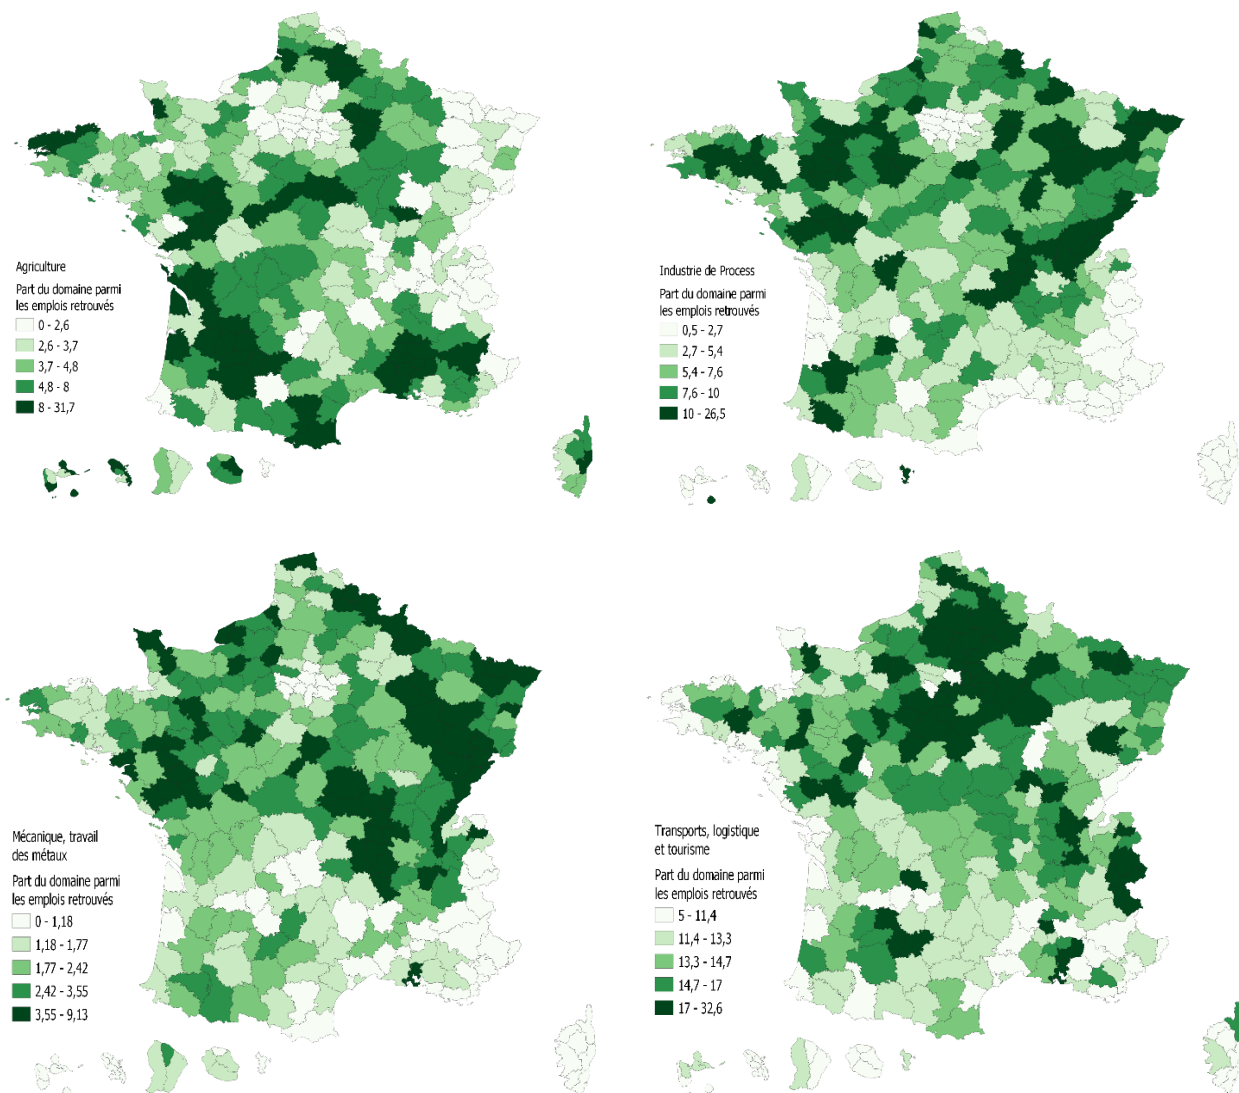 Agriculture
Part du domaine parmi
les emplois retrouvés
0 - 2,6
2,6 - 3,7
3,7 - 4,8
4,8 - 8
8 - 31,7
Industrie de Process
Part du domaine parmi
les emplois retrouvés
0,5 - 2,7
2,7 - 5,4
5,4 - 7,6
7,6 - 10
10 - 26,5
Mécanique, travail
des métaux
Part du domaine parmi
les emplois retrouvés
0 - 1,18
1,18 - 1,77
1,77 - 2,42
2,42 - 3,55
3,55 - 9,13
Transports, logistique
et tourisme
Part du domaine parmi
les emplois retrouvés
5 - 11,4
11,4 - 13,3
13,3 - 14,7
14,7 - 17
17 - 32,6